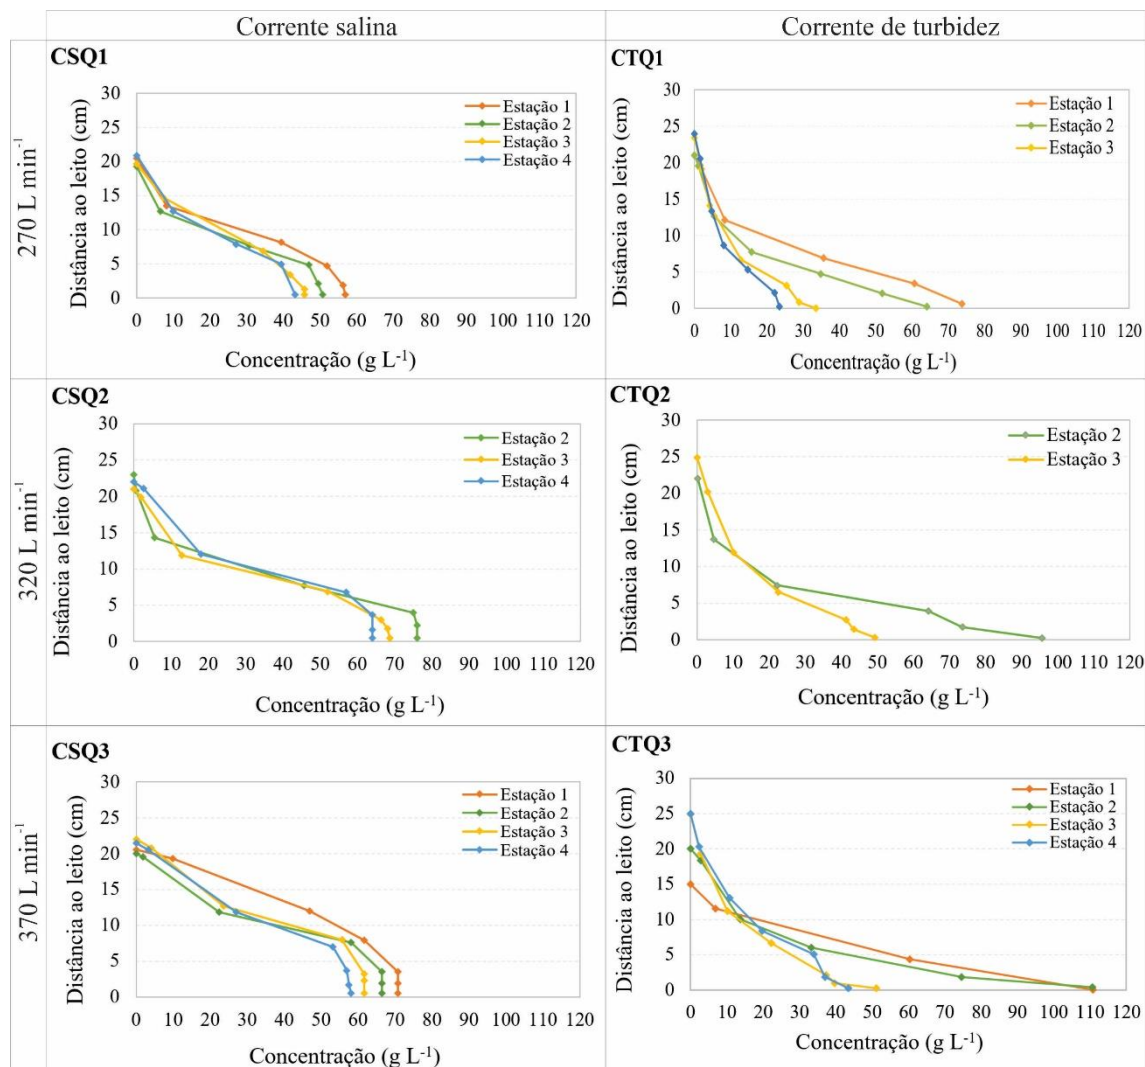 Corrente salina
Corrente de turbidez
270 L min⁻¹
CSQ1
Distância ao leito (cm)
30
25
20
15
10
5
0
0 10 20 30 40 50 60 70 80 90 100 110 120
Concentração (g L⁻¹)
Estação 1
Estação 2
Estação 3
Estação 4
CTQ1
Distância ao leito (cm)
30
25
20
15
10
5
0
0 10 20 30 40 50 60 70 80 90 100 110 120
Concentração (g L⁻¹)
Estação 1
Estação 2
Estação 3
320 L min⁻¹
CSQ2
Distância ao leito (cm)
30
25
20
15
10
5
0
0 10 20 30 40 50 60 70 80 90 100 110 120
Concentração (g L⁻¹)
Estação 2
Estação 3
Estação 4
CTQ2
Distância ao leito (cm)
30
25
20
15
10
5
0
0 10 20 30 40 50 60 70 80 90 100 110 120
Concentração (g L⁻¹)
Estação 2
Estação 3
370 L min⁻¹
CSQ3
Distância ao leito (cm)
30
25
20
15
10
5
0
0 10 20 30 40 50 60 70 80 90 100 110 120
Concentração (g L⁻¹)
Estação 1
Estação 2
Estação 3
Estação 4
CTQ3
Distância ao leito (cm)
30
25
20
15
10
5
0
0 10 20 30 40 50 60 70 80 90 100 110 120
Concentração (g L⁻¹)
Estação 1
Estação 2
Estação 3
Estação 4